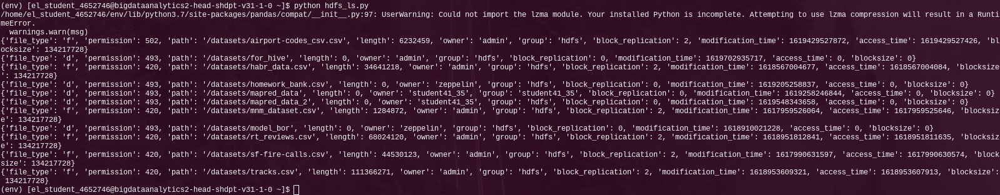 (env) [el_student_4652746@bigdataanalytics2-head-shdpt-v31-1-0 ~]$ python hdfs_ls.py
/home/el_student_4652746/env/lib/python3.7/site-packages/pandas/compat/__init__.py:97: UserWarning: Could not import the lzma module. Your installed Python is incomplete. Attempting to use lzma compression will result in a Runti
meError.
  warnings.warn(msg)
{'file_type': 'f', 'permission': 502, 'path': '/datasets/airport-codes_csv.csv', 'length': 6232459, 'owner': 'admin', 'group': 'hdfs', 'block_replication': 2, 'modification_time': 1619429527872, 'access_time': 1619429527426, 'bl
ocksize': 134217728}
{'file_type': 'd', 'permission': 493, 'path': '/datasets/for_hive', 'length': 0, 'owner': 'admin', 'group': 'hdfs', 'block_replication': 0, 'modification_time': 1619702935717, 'access_time': 0, 'blocksize': 0}
{'file_type': 'f', 'permission': 420, 'path': '/datasets/habr_data.csv', 'length': 34641218, 'owner': 'admin', 'group': 'hdfs', 'block_replication': 2, 'modification_time': 1618567004677, 'access_time': 1618567004084, 'blocksize
': 134217728}
{'file_type': 'd', 'permission': 493, 'path': '/datasets/homework_bank.csv', 'length': 0, 'owner': 'zeppelin', 'group': 'hdfs', 'block_replication': 0, 'modification_time': 1619205258837, 'access_time': 0, 'blocksize': 0}
{'file_type': 'd', 'permission': 493, 'path': '/datasets/mapred_data', 'length': 0, 'owner': 'student41_35', 'group': 'student41_35', 'block_replication': 0, 'modification_time': 1619258246844, 'access_time': 0, 'blocksize': 0}
{'file_type': 'd', 'permission': 493, 'path': '/datasets/mapred_data_2', 'length': 0, 'owner': 'student41_35', 'group': 'hdfs', 'block_replication': 0, 'modification_time': 1619548343658, 'access_time': 0, 'blocksize': 0}
{'file_type': 'f', 'permission': 420, 'path': '/datasets/mnm_dataset.csv', 'length': 1284872, 'owner': 'admin', 'group': 'hdfs', 'block_replication': 2, 'modification_time': 1617959526064, 'access_time': 1617959525646, 'blocksiz
e': 134217728}
{'file_type': 'd', 'permission': 493, 'path': '/datasets/model_bor', 'length': 0, 'owner': 'zeppelin', 'group': 'hdfs', 'block_replication': 0, 'modification_time': 1618910021228, 'access_time': 0, 'blocksize': 0}
{'file_type': 'f', 'permission': 420, 'path': '/datasets/rt_reviews.csv', 'length': 68024120, 'owner': 'admin', 'group': 'hdfs', 'block_replication': 2, 'modification_time': 1618951812841, 'access_time': 1618951811635, 'blocksiz
e': 134217728}
{'file_type': 'f', 'permission': 420, 'path': '/datasets/sf-fire-calls.csv', 'length': 44530123, 'owner': 'admin', 'group': 'hdfs', 'block_replication': 2, 'modification_time': 1617990631597, 'access_time': 1617990630574, 'block
size': 134217728}
{'file_type': 'f', 'permission': 420, 'path': '/datasets/tracks.csv', 'length': 111366271, 'owner': 'admin', 'group': 'hdfs', 'block_replication': 2, 'modification_time': 1618953609321, 'access_time': 1618953607913, 'blocksize':
 134217728}
(env) [el_student_4652746@bigdataanalytics2-head-shdpt-v31-1-0 ~]$